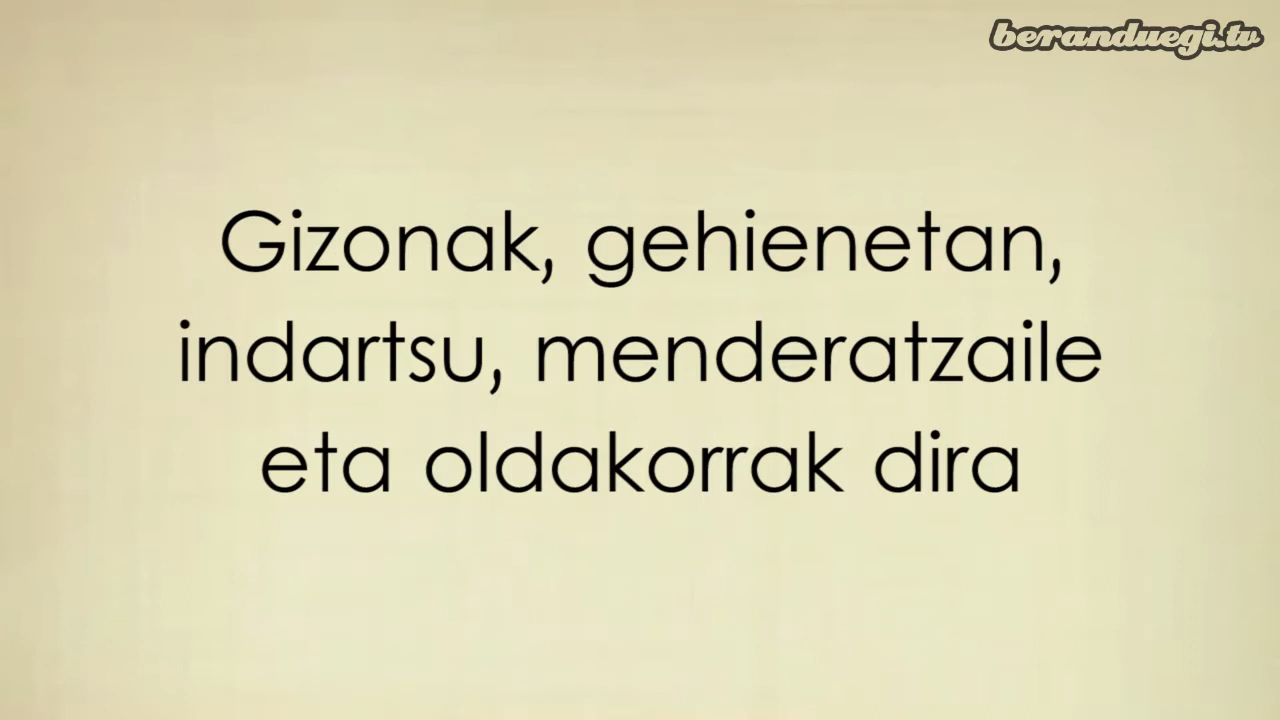 beranduegi.tv
Gizonak, gehienetan,
indartsu, menderatzaile
eta oldakorrak dira